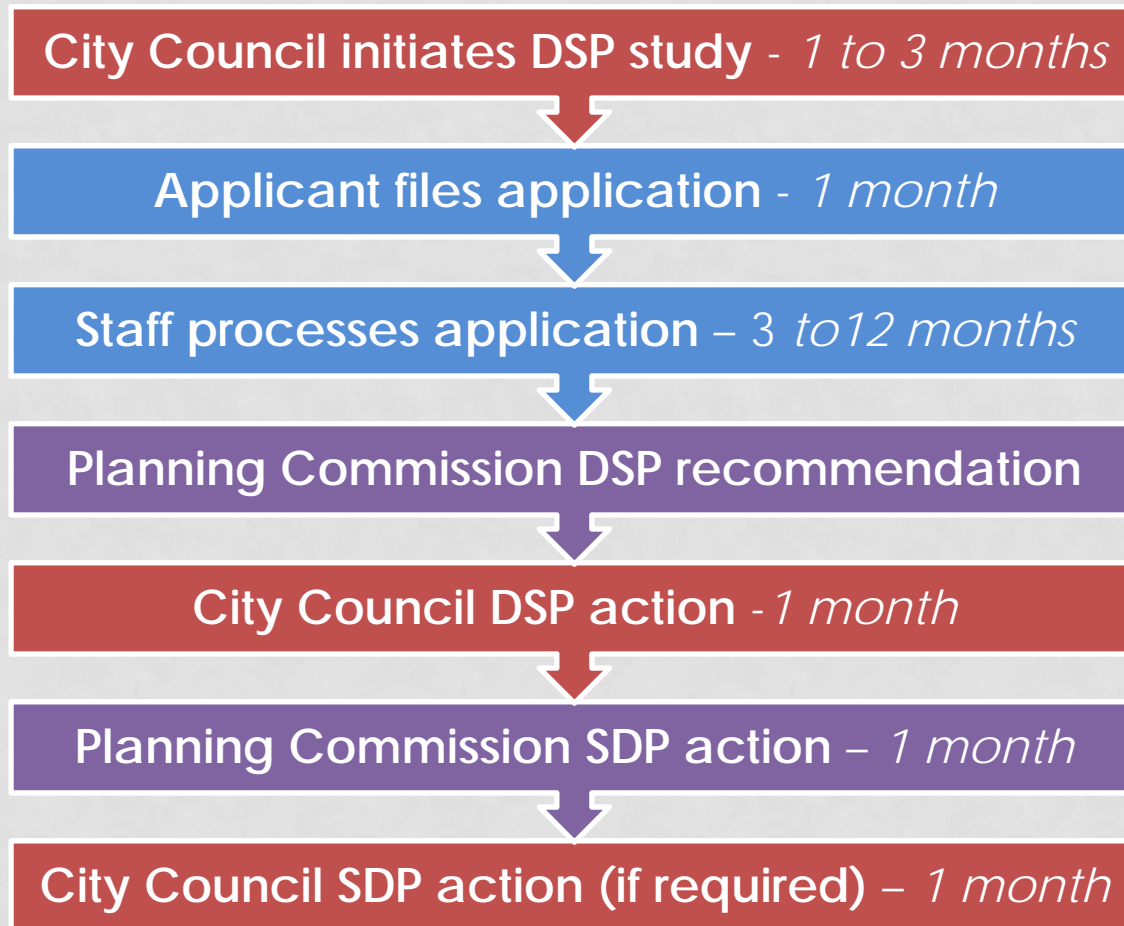 City Council initiates DSP study - 1 to 3 months
Applicant files application - 1 month
Staff processes application – 3 to12 months
Planning Commission DSP recommendation
City Council DSP action -1 month
Planning Commission SDP action – 1 month
City Council SDP action (if required) – 1 month